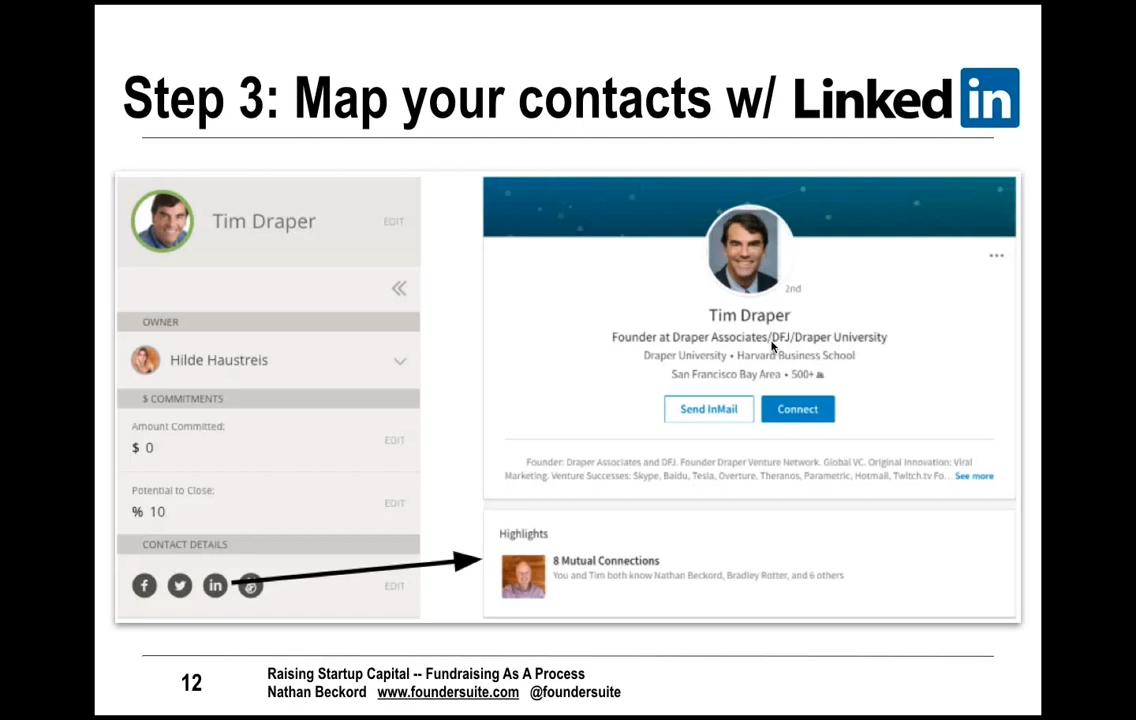 Step 3: Map your contacts w/ Linked in
Tim Draper
EDIT
OWNER
Hilde Haustreis
$ COMMITMENTS
Amount Committed:
$ 0
EDIT
Potential to Close:
% 10
EDIT
CONTACT DETAILS
f in
EDIT
2nd
Tim Draper
Founder at Draper Associates/DFJ/Draper University
Draper University • Harvard Business School
San Francisco Bay Area • 500+
Send InMail Connect
Founder: Draper Associates and DFJ. Founder Draper Venture Network. Global VC. Original Innovation: Viral
Marketing. Venture Successes: Skype, Baidu, Tesla, Overture, Theranos, Parametric, Hotmail, Twitch.tv Fo... See more
Highlights
8 Mutual Connections
You and Tim both know Nathan Beckord, Bradley Rotter, and 6 others
12
Raising Startup Capital -- Fundraising As A Process
Nathan Beckord www.foundersuite.com @foundersuite